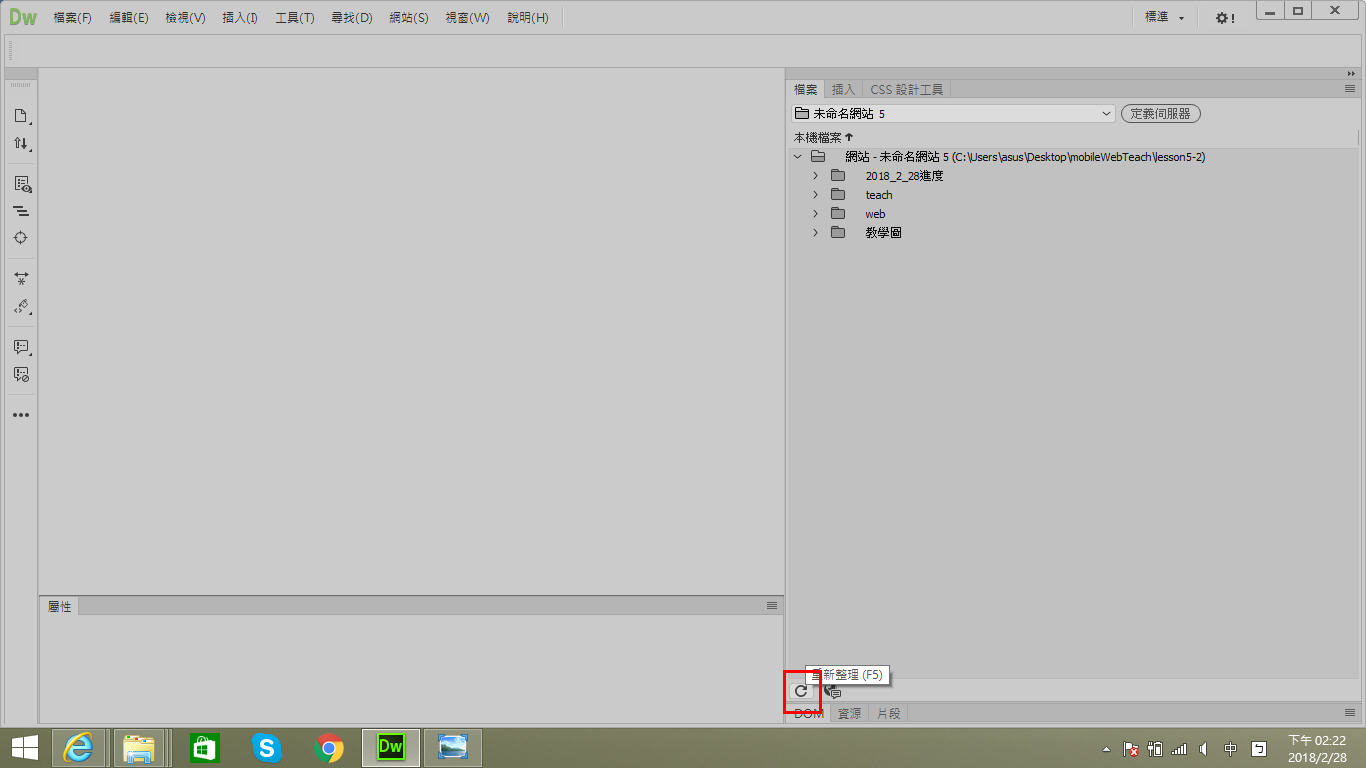 Dw 檔案(F) 編輯(E) 檢視(V) 插入(I) 工具(T) 尋找(D) 網站(S) 視窗(W) 說明(H) 標準 !
檔案 插入 CSS 設計工具
未命名網站 5 定義伺服器
本機檔案
網站 - 未命名網站 5 (C:\Users\asus\Desktop\mobileWebTeach\lesson5-2)
2018_2_28進度
teach
web
教學圖
屬性
重新整理 (F5)
DOM 資源 片段
Dw
中
下午 02:22
2018/2/28